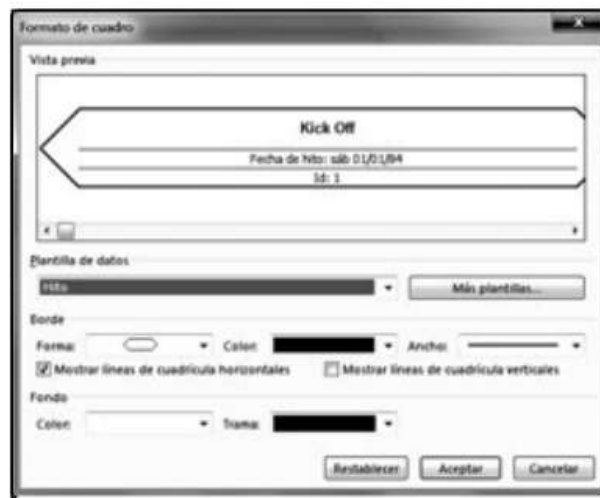 Formato de cuadro
Vista previa
Kick Off
Fecha de hito: sáb 01/01/84
Id: 1
Plantilla de datos
Hito
Más plantillas...
Borde
Forma: Color: Ancho:
Mostrar líneas de cuadrícula horizontales Mostrar líneas de cuadrícula verticales
Fondo
Color: Trama:
Restablecer Aceptar Cancelar